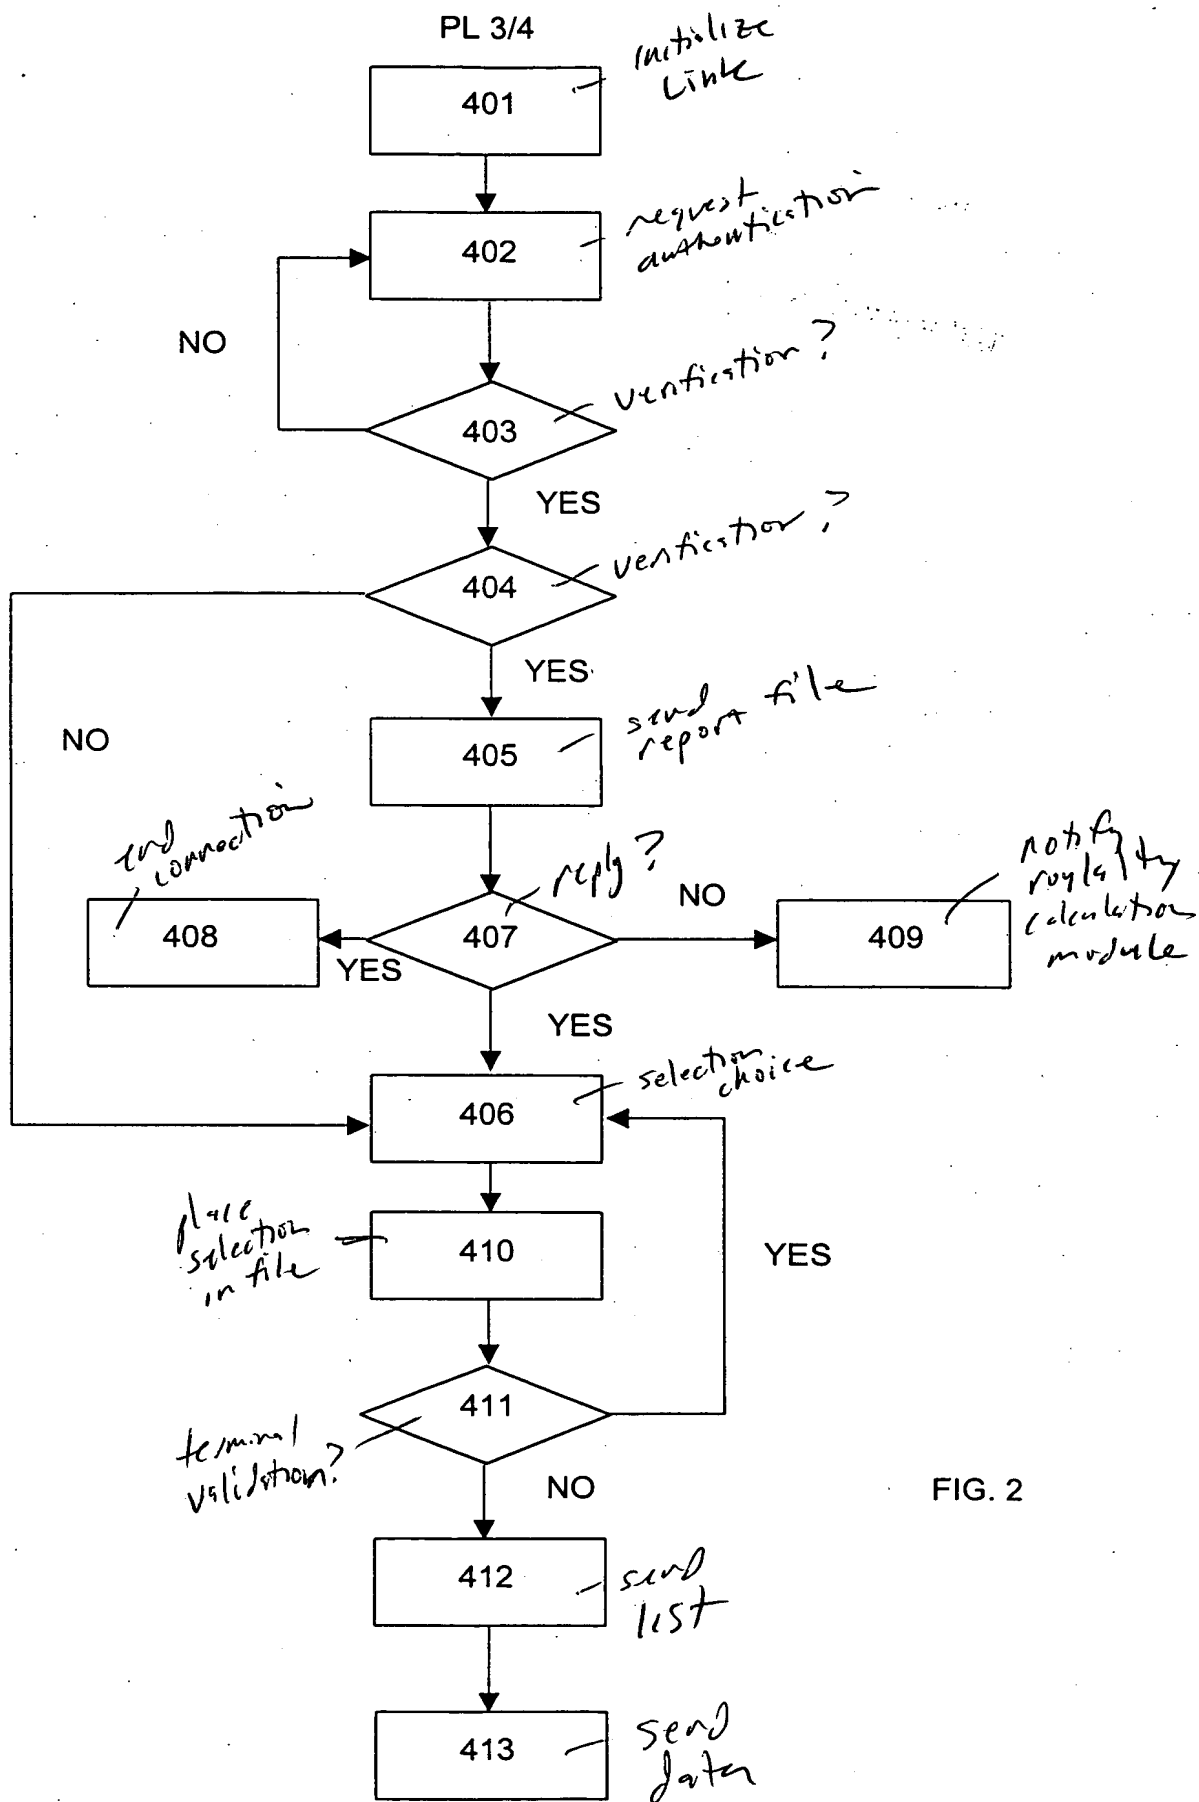 PL 3/4
initialize
Link
401
request
authentication
402
NO
verification?
403
YES
verification?
404
YES
NO
send
report file
405
end
connection
reply?
NO
notify
roylalty
calculation
module
408
YES
407
409
YES
selection
choice
406
place
selection
in file
410
YES
411
terminal
validation?
NO
FIG. 2
412
send
list
413
send
data